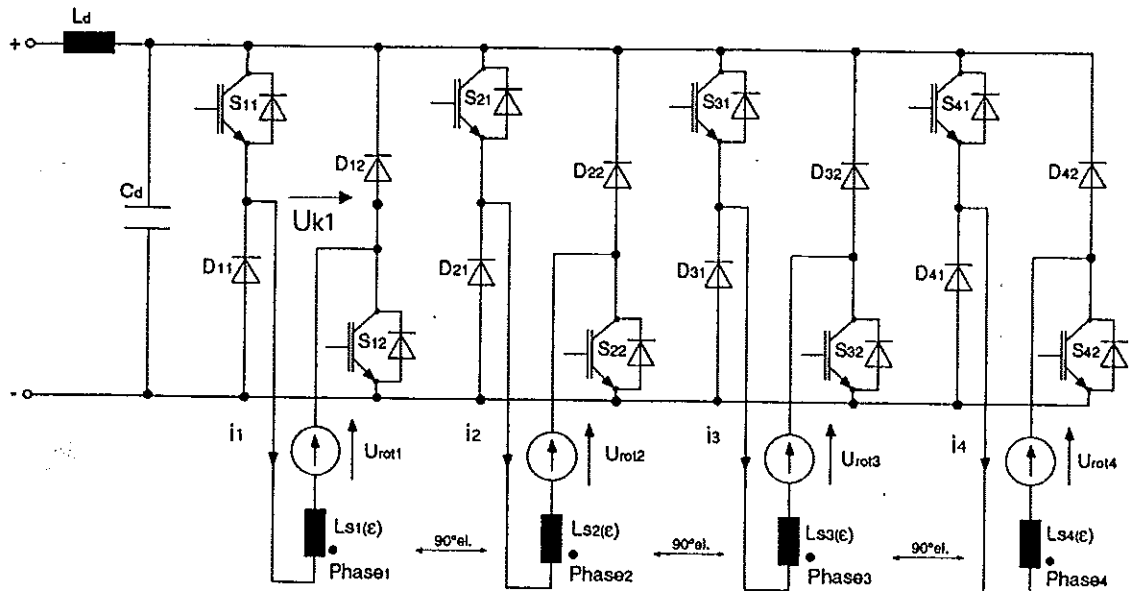 Ld
+
S11
S21
S31
S41
D12
D22
D32
D42
Cd
Uk1
D11
D21
D31
D41
S12
S22
S32
S42
-
i1
i2
i3
i4
Urot1
Urot2
Urot3
Urot4
Ls1(ε)
Ls2(ε)
Ls3(ε)
Ls4(ε)
90°el.
90°el.
90°el.
Phase1
Phase2
Phase3
Phase4